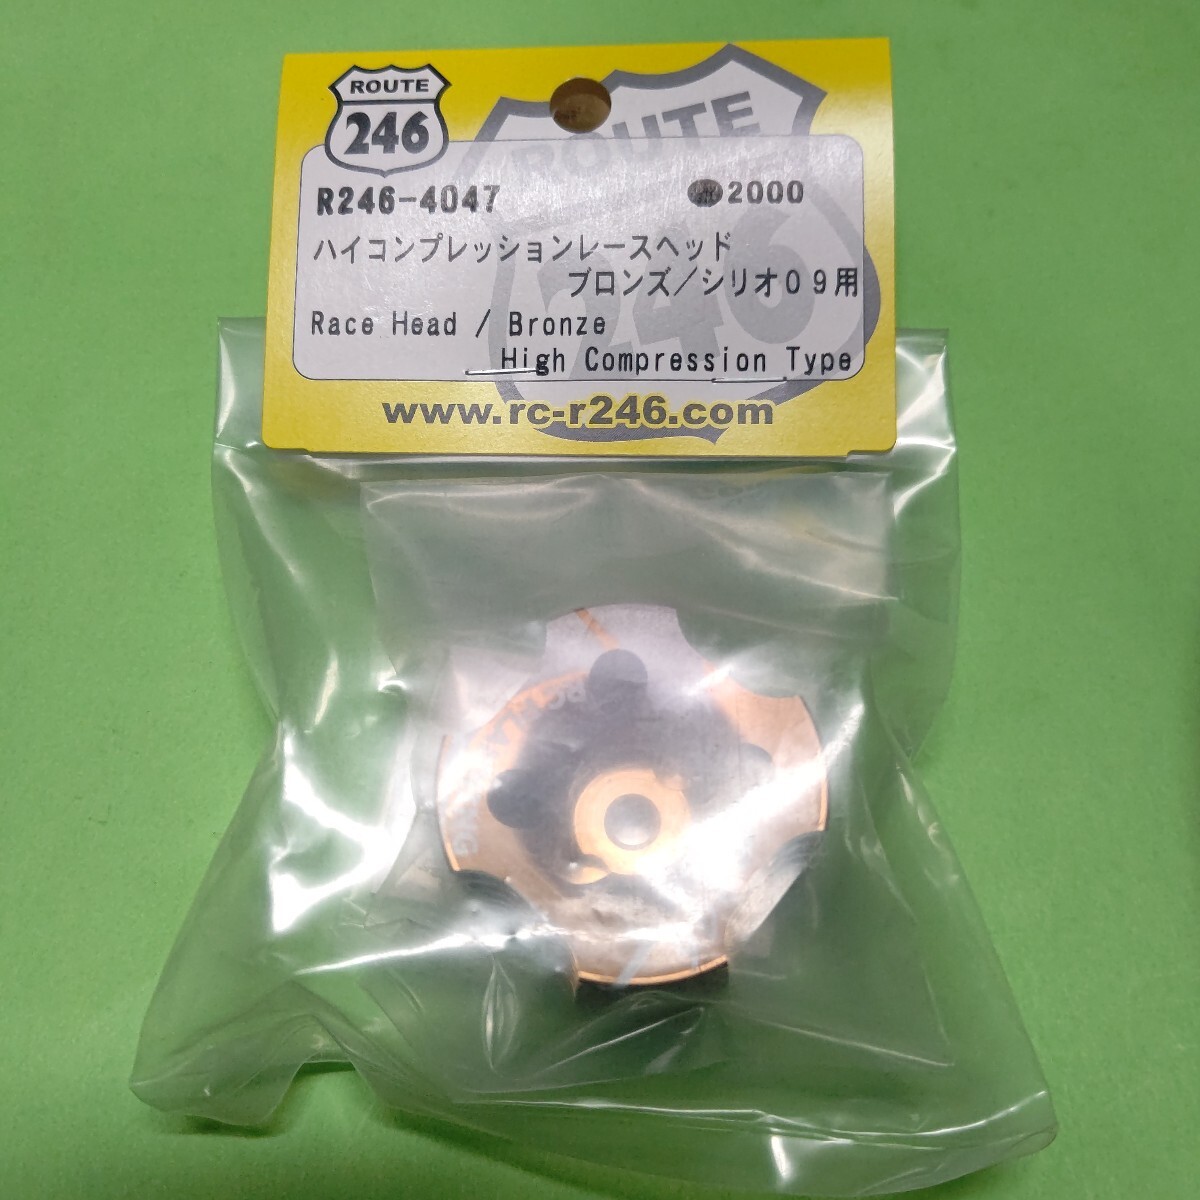 ROUTE
246
ROUTE
246
R246-4047
2000
ハイコンプレッションレースヘッド
ブロンズ／シリオ０９用
Race Head / Bronze
High Compression Type
www.rc-r246.com